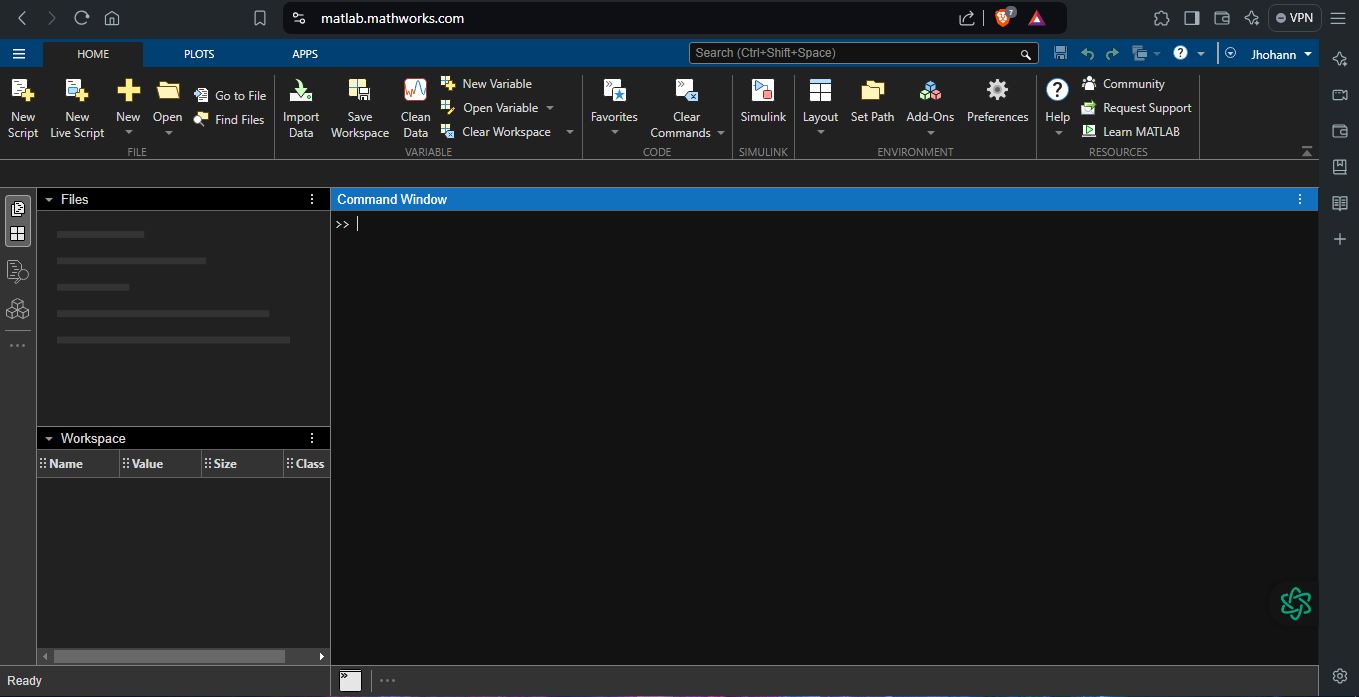 matlab.mathworks.com
7
VPN
HOME
PLOTS
APPS
Search (Ctrl+Shift+Space)
?
Jhohann
New
Script
New
Live Script
New
Open
Go to File
Find Files
FILE
Import
Data
Save
Workspace
Clean
Data
New Variable
Open Variable
Clear Workspace
VARIABLE
Favorites
Clear
Commands
CODE
Simulink
SIMULINK
Layout
Set Path
Add-Ons
Preferences
ENVIRONMENT
?
Help
Community
Request Support
Learn MATLAB
RESOURCES
Files
Command Window
>>
Workspace
Name
Value
Size
Class
Ready